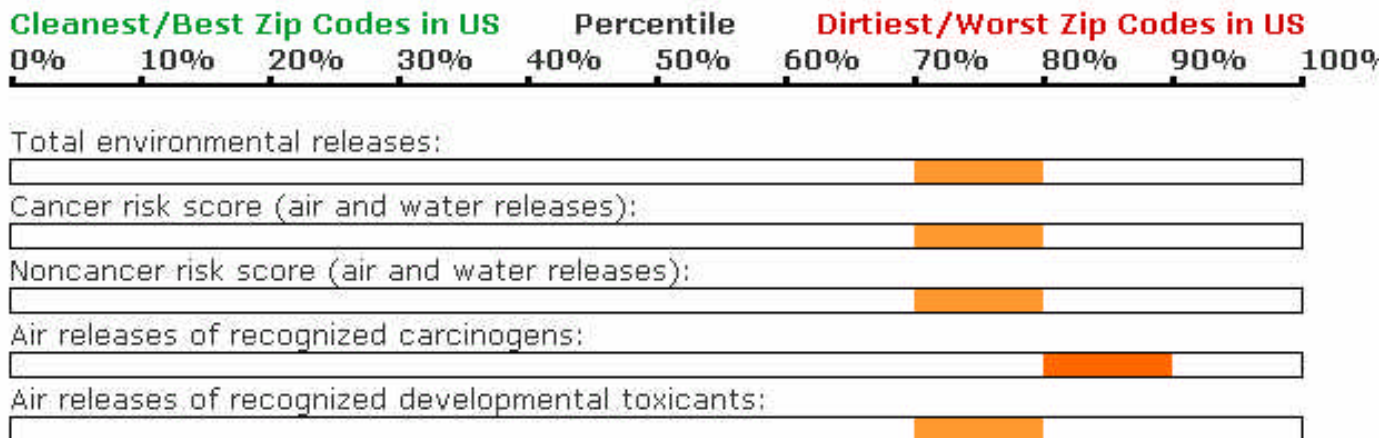 Cleanest/Best Zip Codes in US Percentile Dirtiest/Worst Zip Codes in US
0% 10% 20% 30% 40% 50% 60% 70% 80% 90% 100%
Total environmental releases:
Cancer risk score (air and water releases):
Noncancer risk score (air and water releases):
Air releases of recognized carcinogens:
Air releases of recognized developmental toxicants: